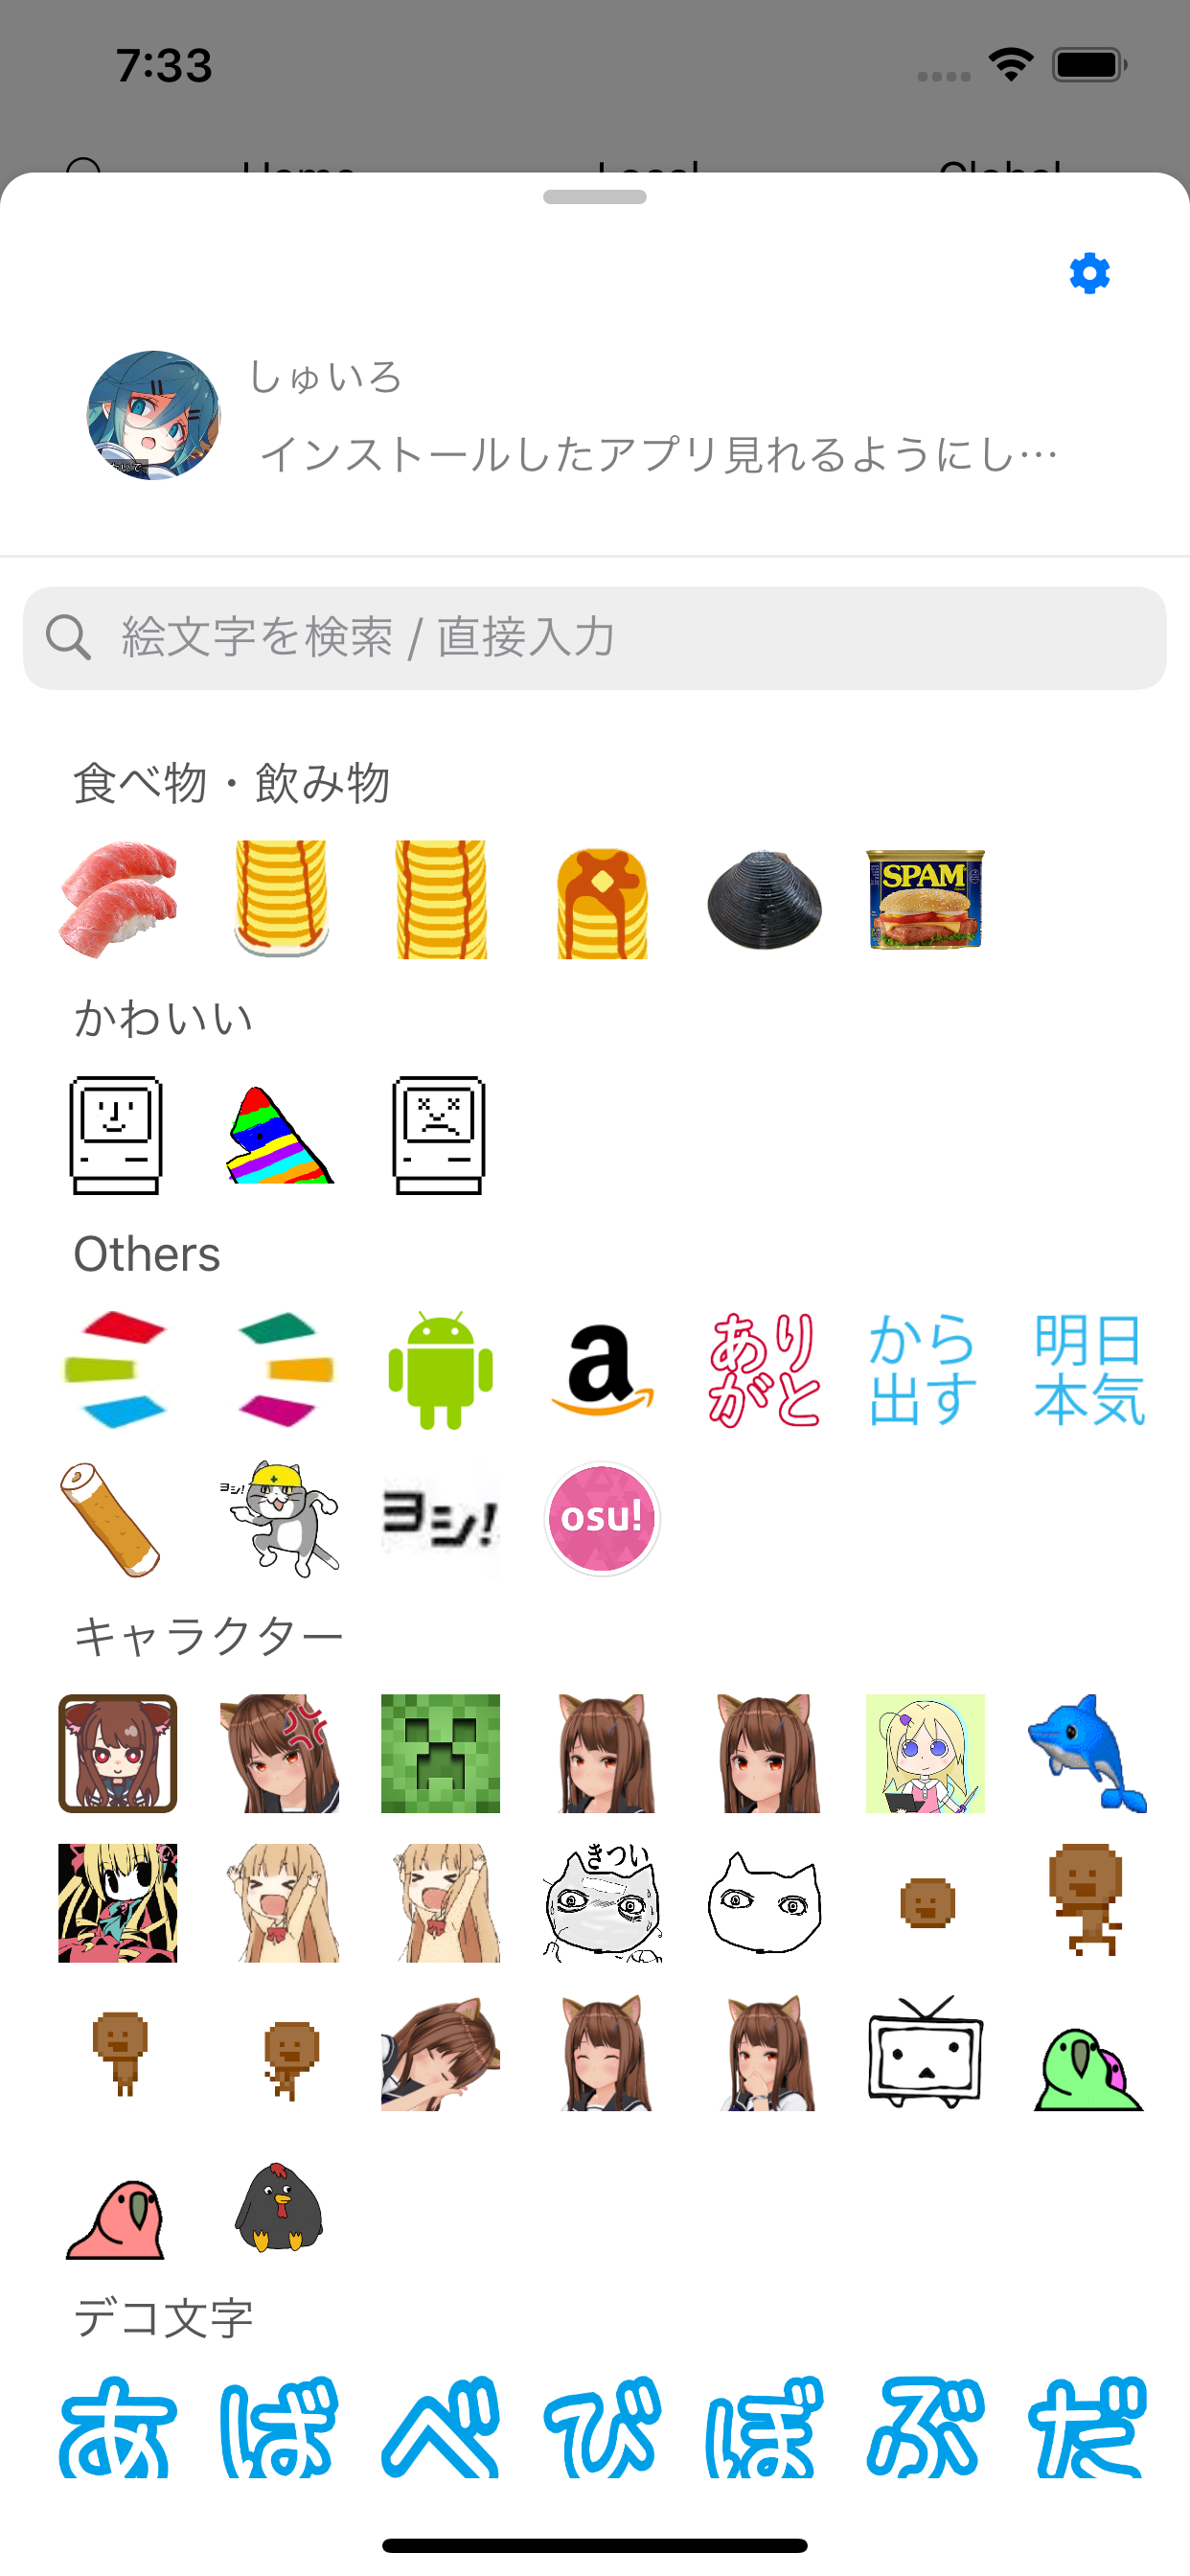 7:33
Home Local Global
しゅいろ
インストールしたアプリ見れるようにし…
絵文字を検索 / 直接入力
食べ物・飲み物
SPAM
かわいい
Others
a
ありがと
から出す
明日本気
ヨシ!
ヨシ!
osu!
キャラクター
きつい
デコ文字
あ ば べ び ぼ ぶ だ